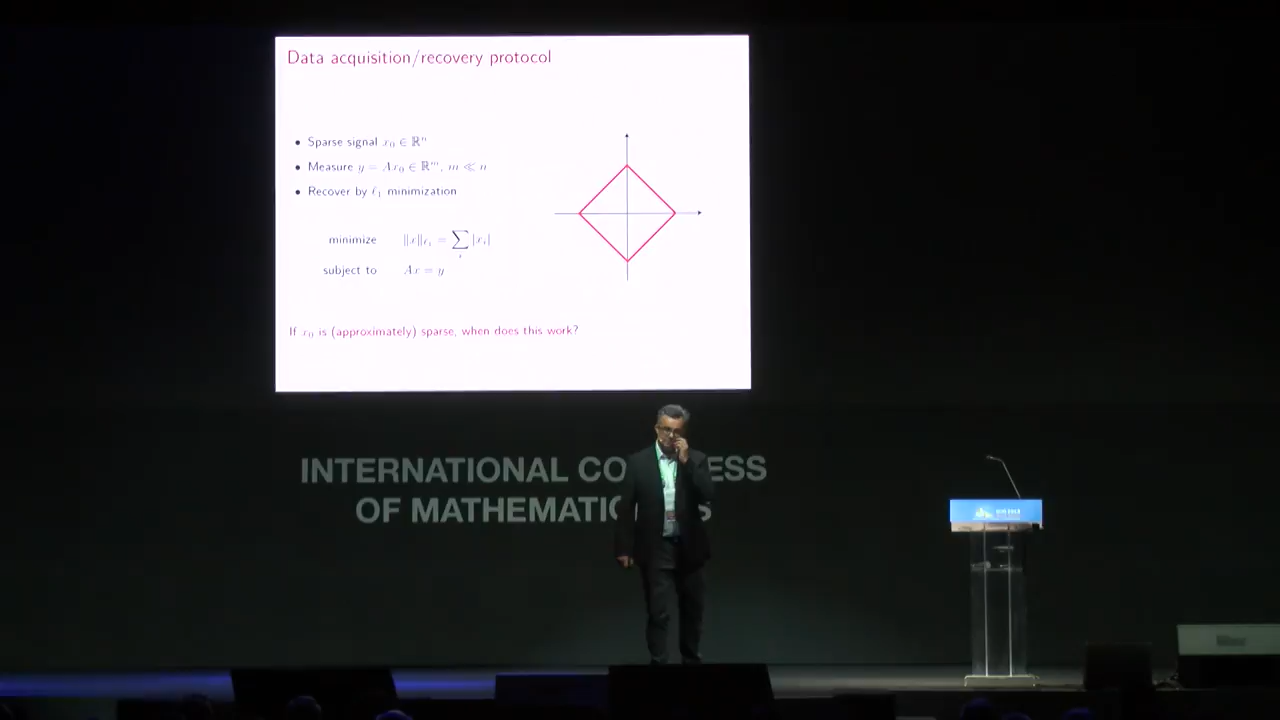 Data acquisition/recovery protocol
• Sparse signal x₀ ∈ ℝⁿ
• Measure y = Ax₀ ∈ ℝᵐ, m ≪ n
• Recover by ℓ₁ minimization
minimize ‖x‖ℓ₁ = ∑ᵢ |xᵢ|
subject to Ax = y
If x₀ is (approximately) sparse, when does this work?
INTERNATIONAL CO ESS
OF MATHEMATIC S